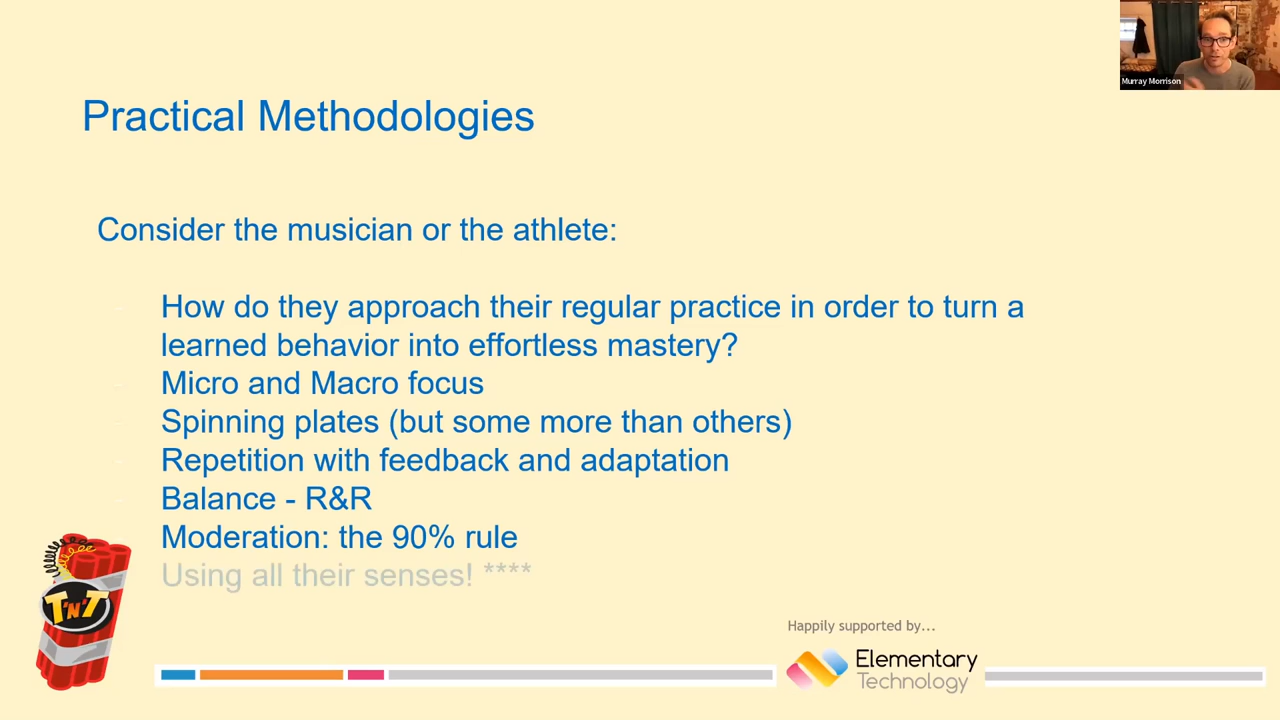 Murray Morrison
Practical Methodologies
Consider the musician or the athlete:
- How do they approach their regular practice in order to turn a
learned behavior into effortless mastery?
- Micro and Macro focus
- Spinning plates (but some more than others)
- Repetition with feedback and adaptation
- Balance - R&R
Moderation: the 90% rule
Using all their senses! ****
T'N'T
Happily supported by...
Elementary
Technology